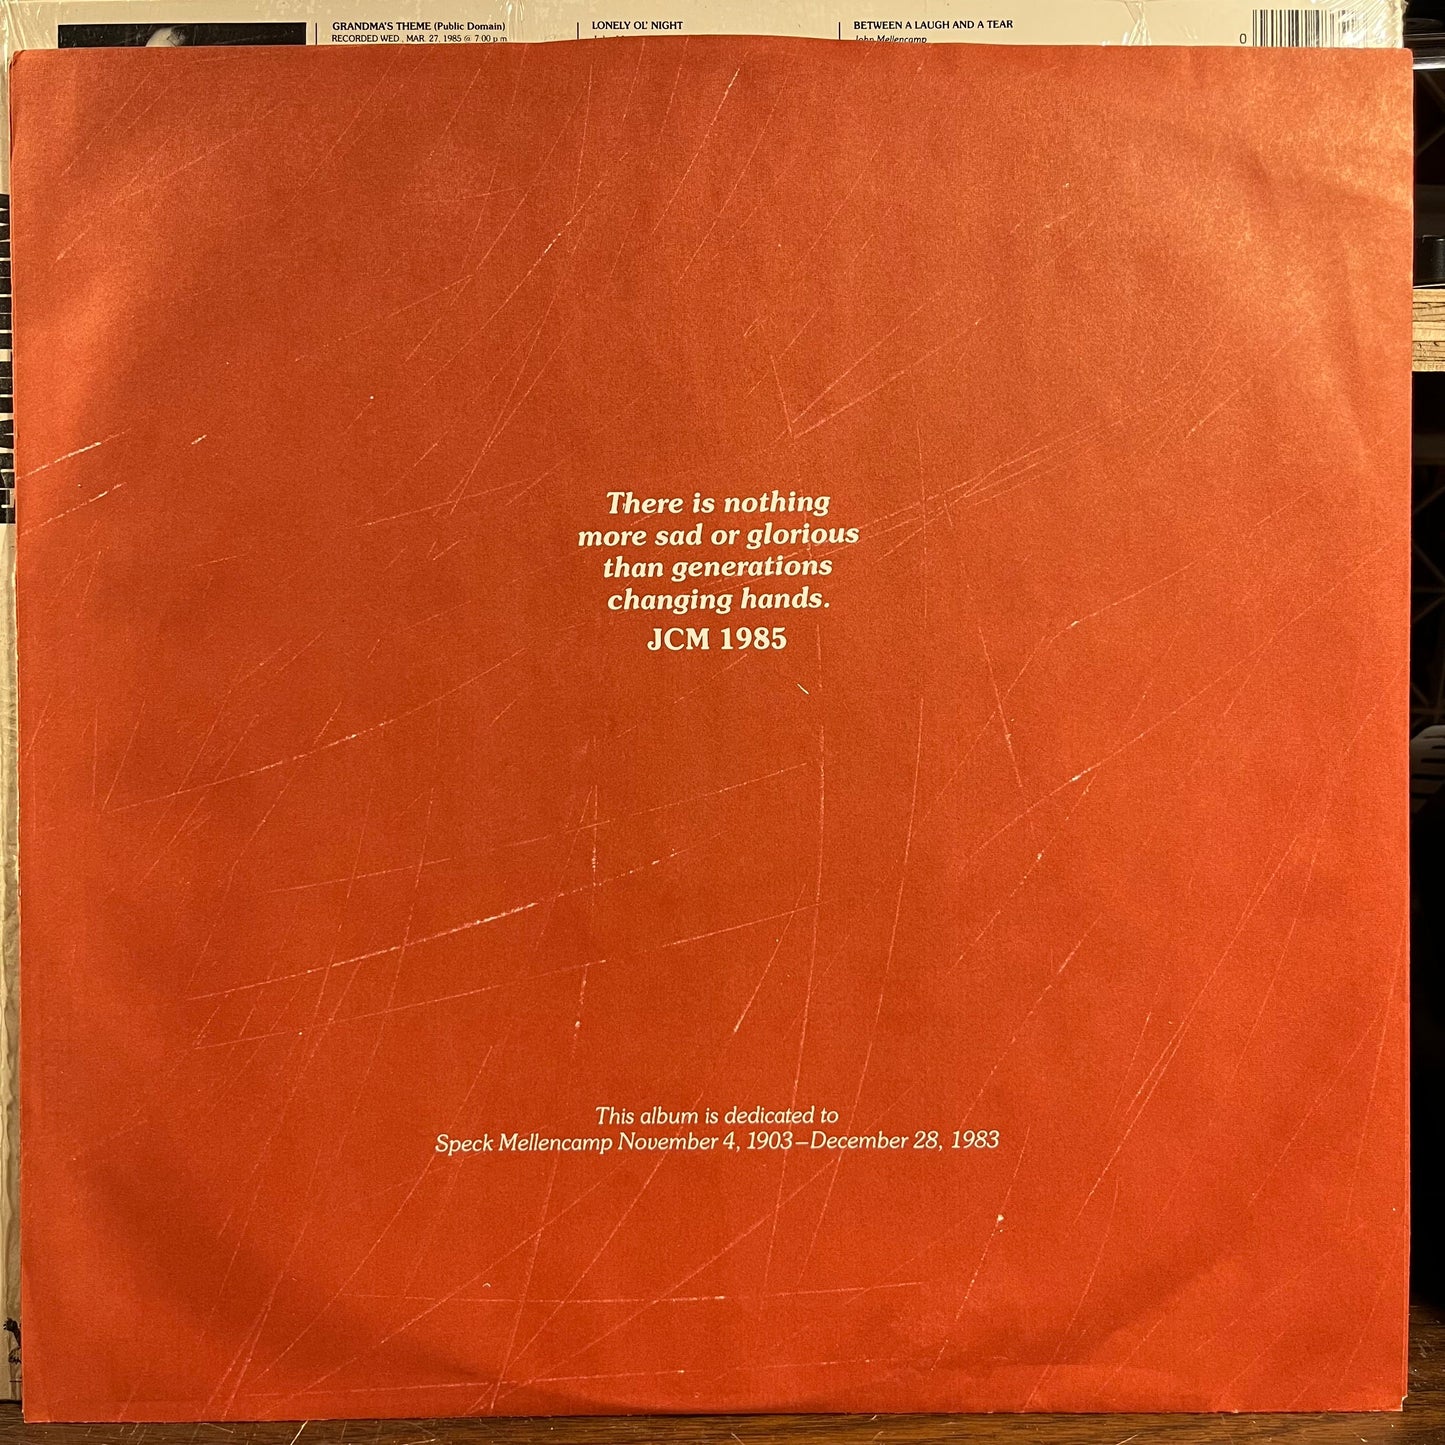 GRANDMA'S THEME (Public Domain)
RECORDED WED., MAR. 27, 1985 @ 7:00 p m
LONELY OL' NIGHT
BETWEEN A LAUGH AND A TEAR
John Mellencamp
0
There is nothing
more sad or glorious
than generations
changing hands.
JCM 1985
This album is dedicated to
Speck Mellencamp November 4, 1903–December 28, 1983